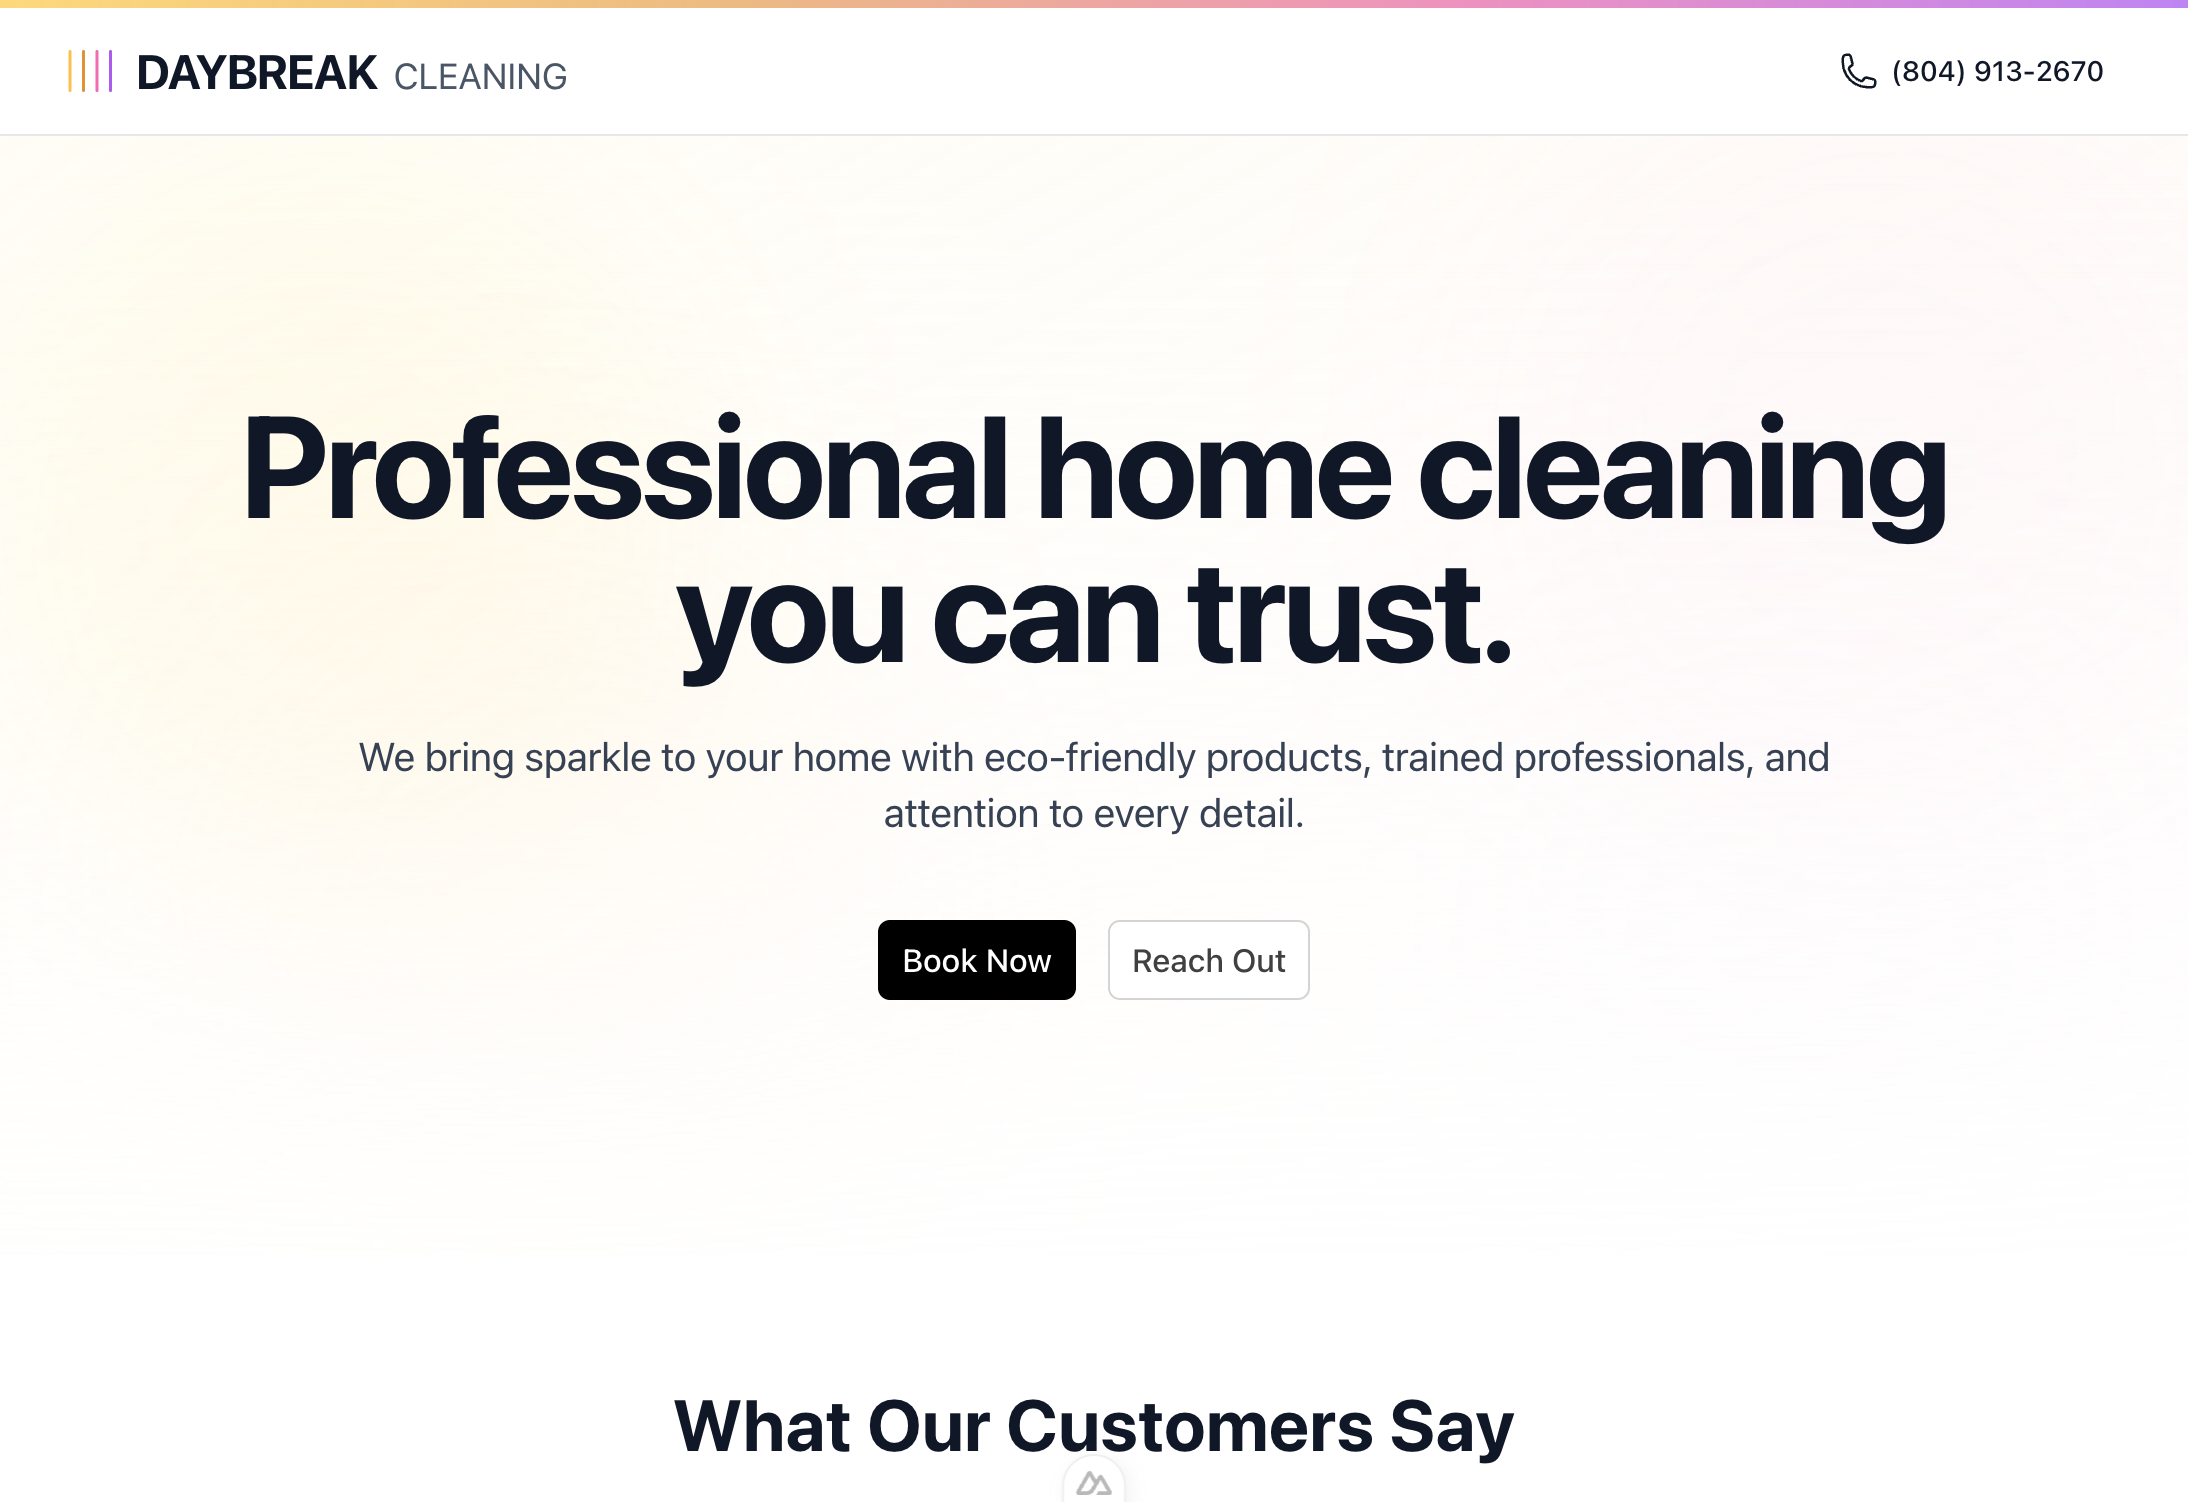 DAYBREAK CLEANING
(804) 913-2670
Professional home cleaning
you can trust.
We bring sparkle to your home with eco-friendly products, trained professionals, and
attention to every detail.
Book Now
Reach Out
What Our Customers Say